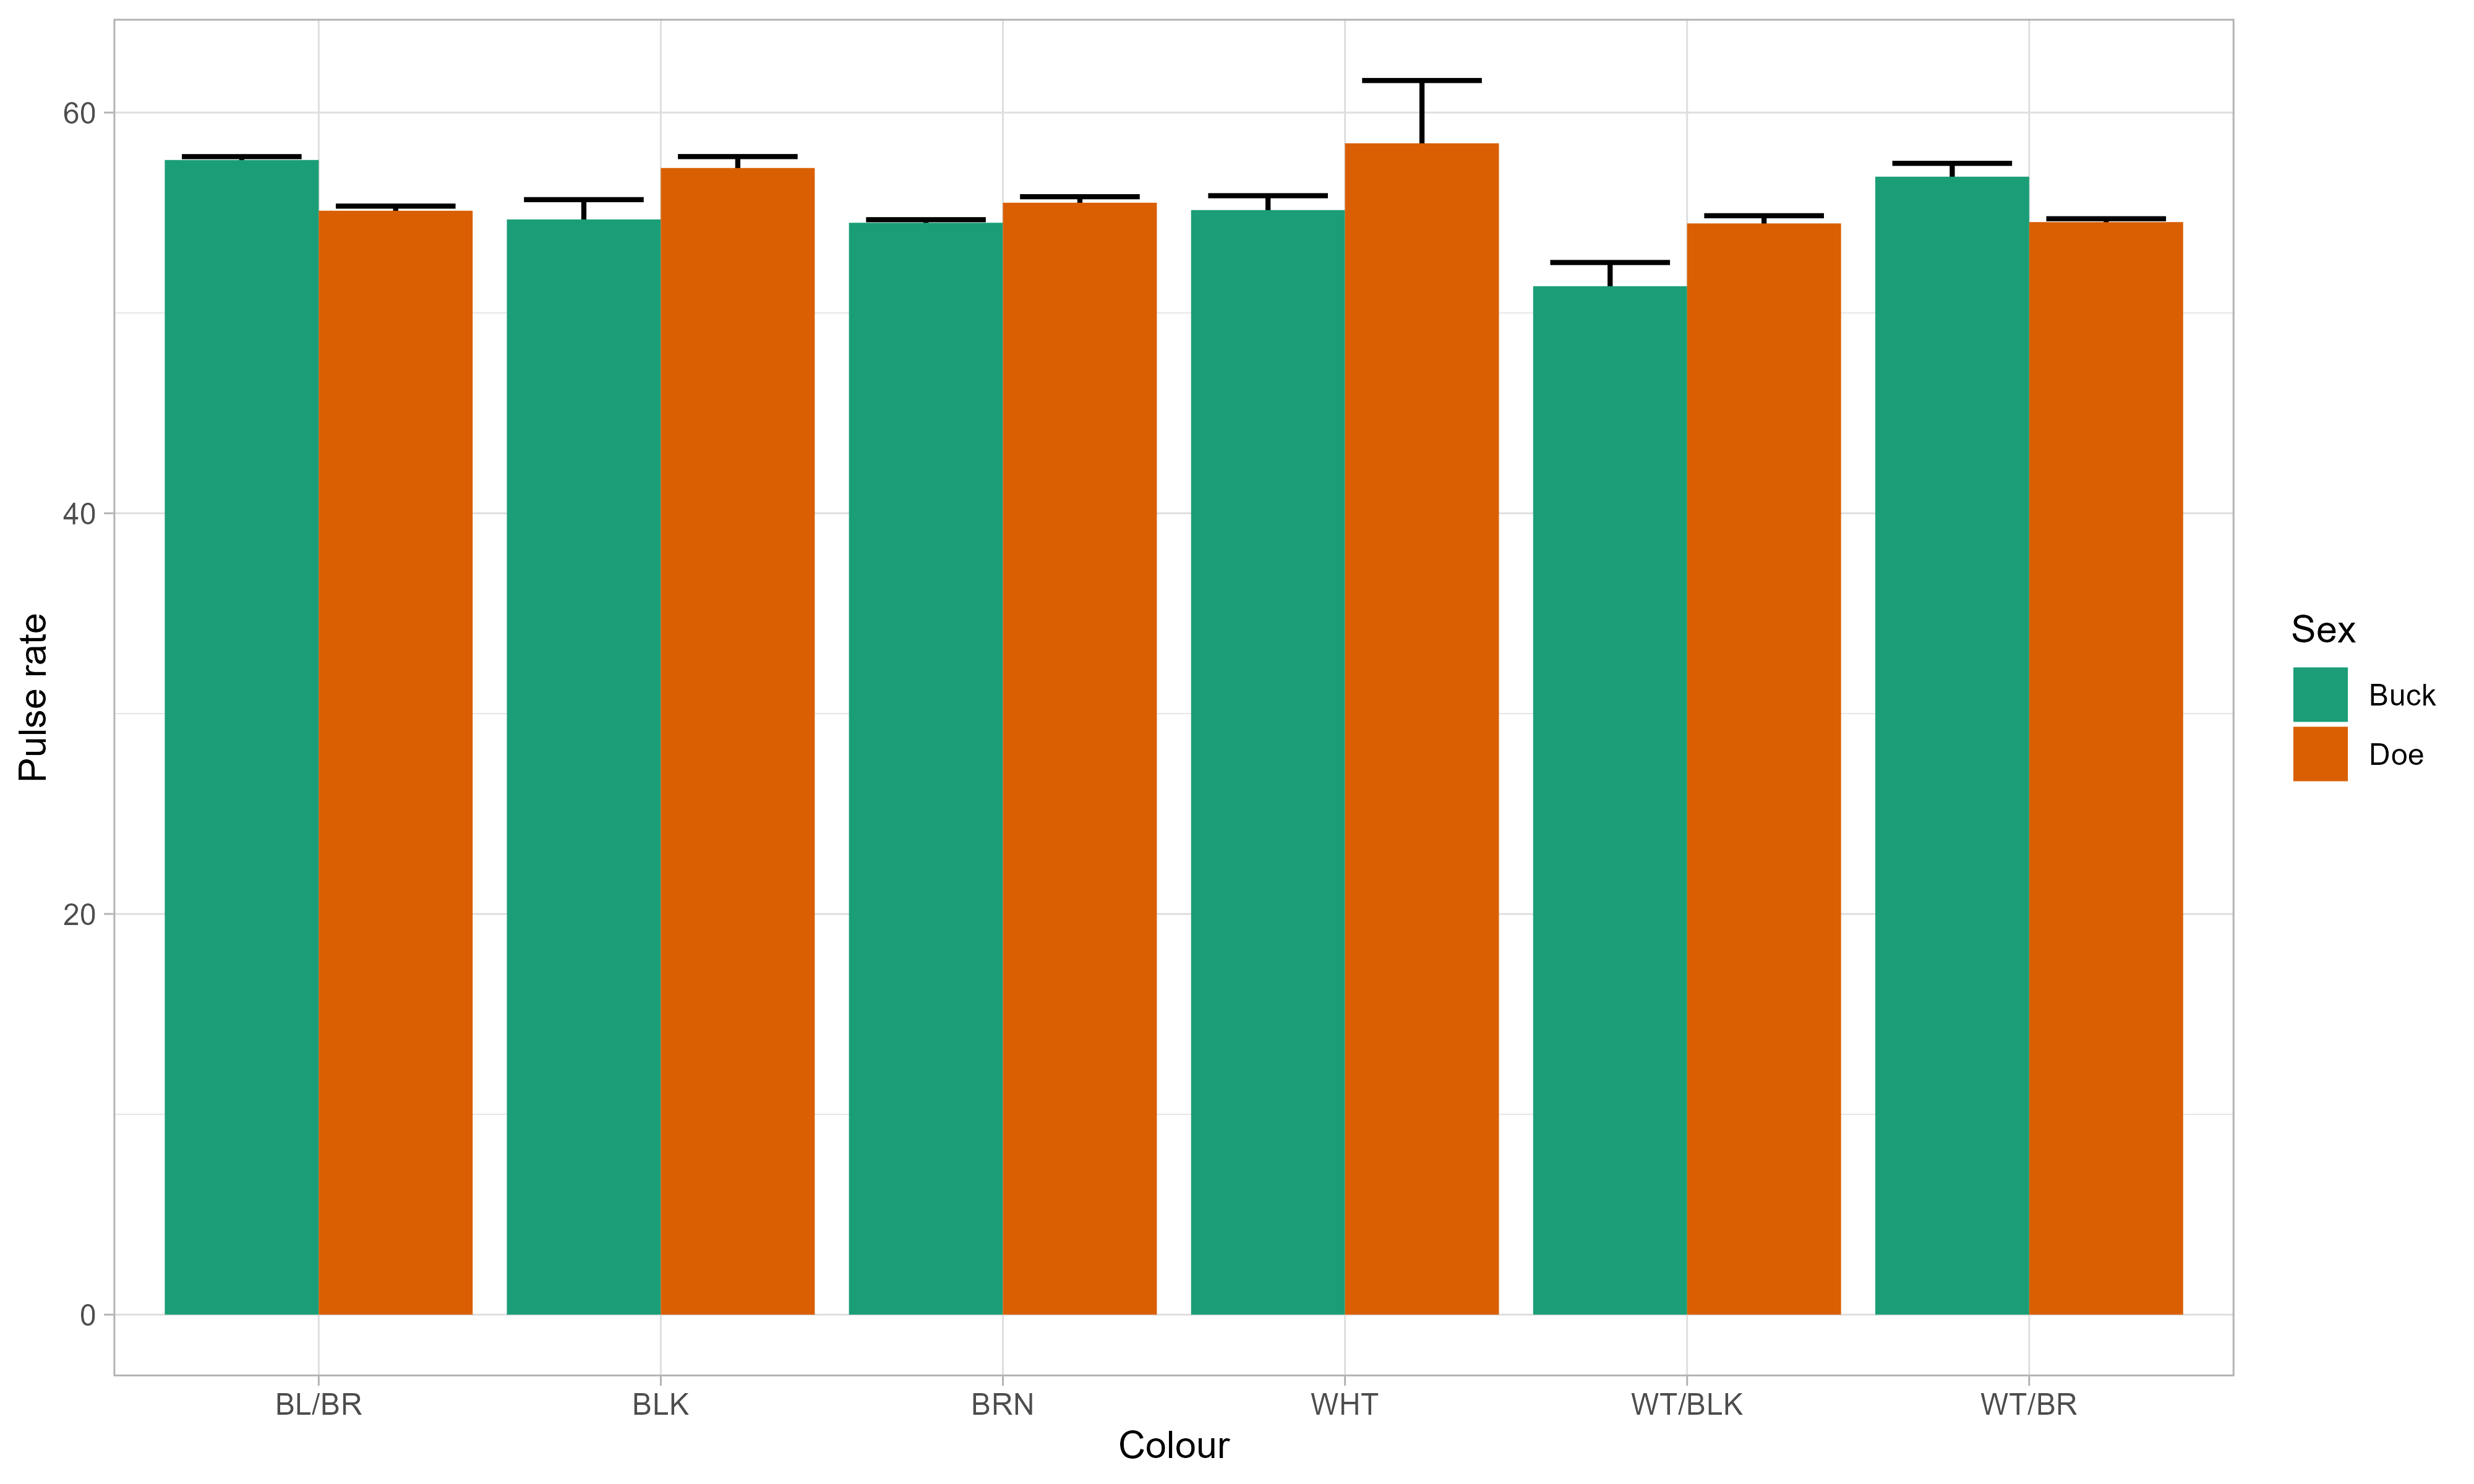 60
40
20
0
Pulse rate
BL/BR
BLK
BRN
WHT
WT/BLK
WT/BR
Colour
Sex
Buck
Doe